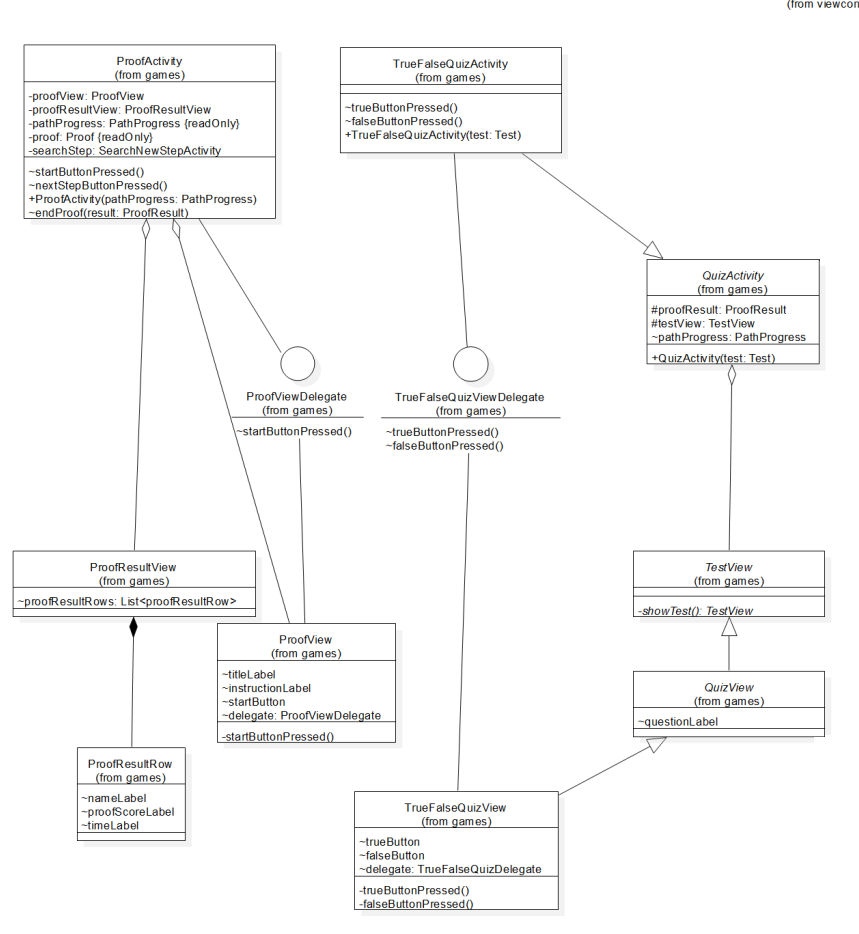 (from viewcon
ProofActivity
(from games)
-proofView: ProofView
-proofResultView: ProofResultView
-pathProgress: PathProgress {readOnly}
-proof: Proof {readOnly}
-searchStep: SearchNewStepActivity
~startButtonPressed()
~nextStepButtonPressed()
+ProofActivity(pathProgress: PathProgress)
~endProof(result: ProofResult)
TrueFalseQuizActivity
(from games)
~trueButtonPressed()
~falseButtonPressed()
+TrueFalseQuizActivity(test: Test)
QuizActivity
(from games)
#proofResult: ProofResult
#testView: TestView
~pathProgress: PathProgress
+QuizActivity(test: Test)
ProofViewDelegate
(from games)
~startButtonPressed()
TrueFalseQuizViewDelegate
(from games)
~trueButtonPressed()
~falseButtonPressed()
ProofResultView
(from games)
~proofResultRows: List<proofResultRow>
TestView
(from games)
-showTest(): TestView
ProofView
(from games)
~titleLabel
~instructionLabel
~startButton
~delegate: ProofViewDelegate
-startButtonPressed()
QuizView
(from games)
~questionLabel
ProofResultRow
(from games)
~nameLabel
~proofScoreLabel
~timeLabel
TrueFalseQuizView
(from games)
~trueButton
~falseButton
~delegate: TrueFalseQuizDelegate
-trueButtonPressed()
-falseButtonPressed()